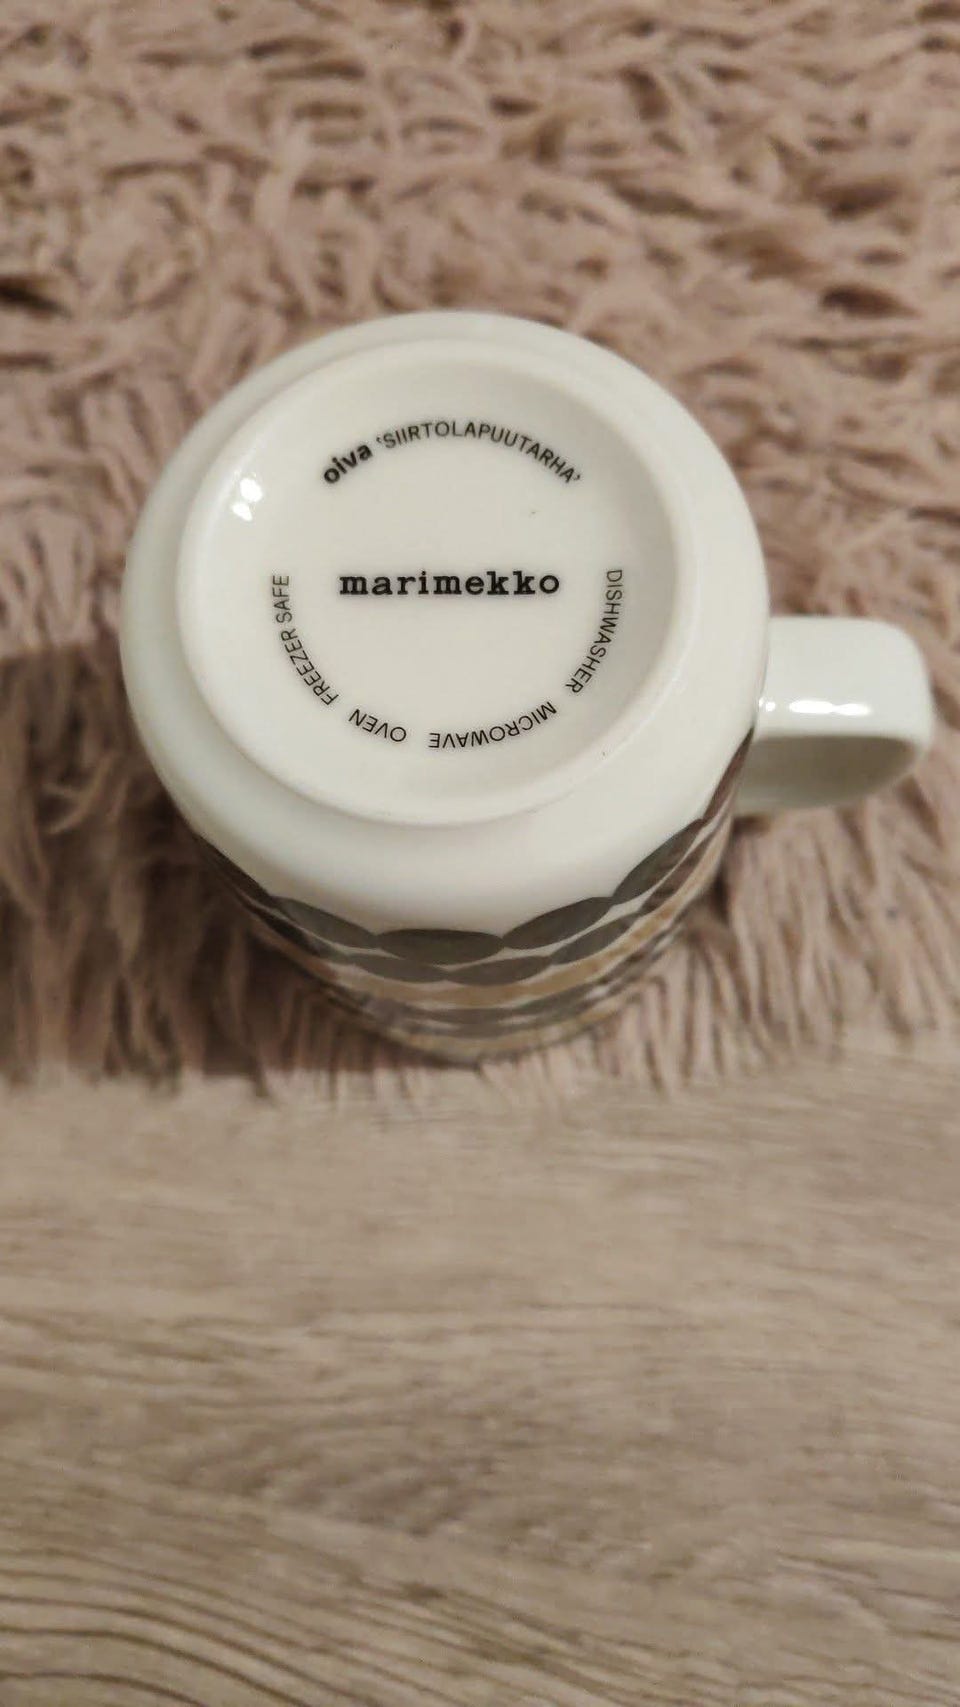 oiva ‘SIIRTOLAPUUTARHA’
marimekko
DISHWASHER MICROWAVE OVEN FREEZER SAFE